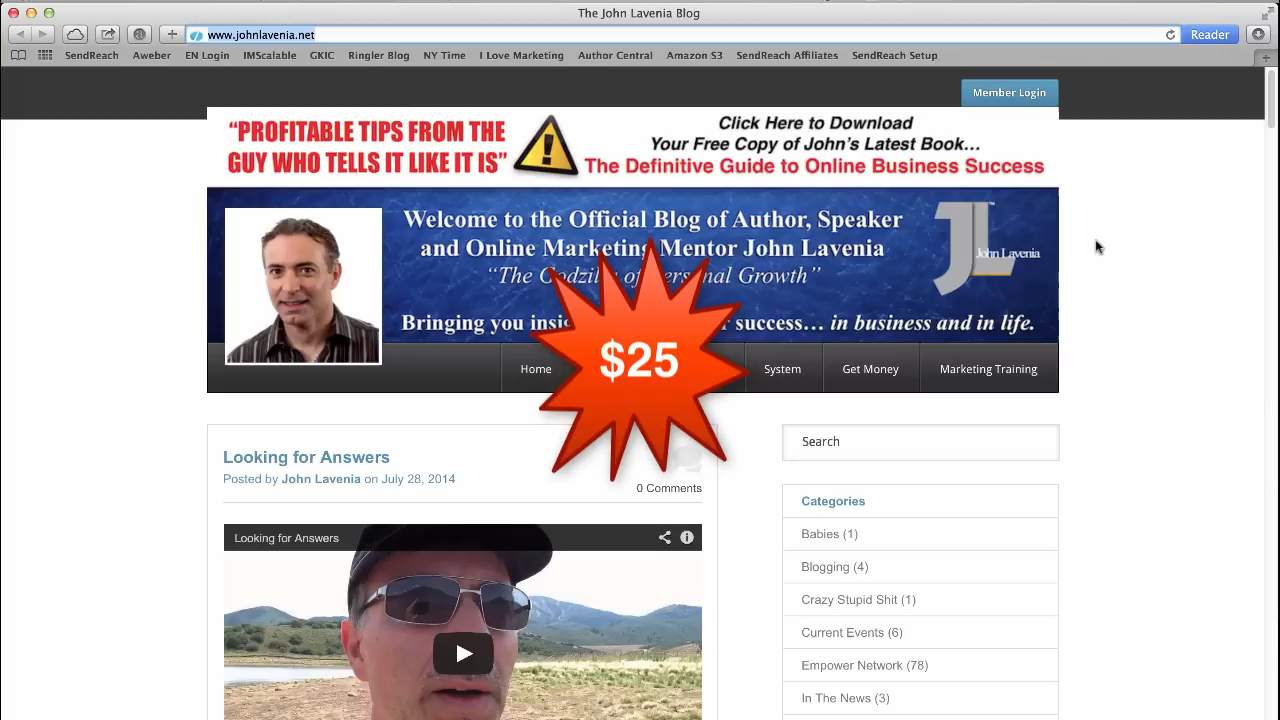 The John Lavenia Blog
www.johnlavenia.net
Reader
SendReach Aweber EN Login IMScalable GKIC Ringler Blog NY Time I Love Marketing. Author Central Amazon S3 SendReach Affiliates SendReach Setup
Member Login
“PROFITABLE TIPS FROM THE
GUY WHO TELLS IT LIKE IT IS”
!
Click Here to Download
Your Free Copy of John’s Latest Book...
The Definitive Guide to Online Business Success
Welcome to the Official Blog of Author, Speaker
and Online Marketing Mentor John Lavenia
“The Growth”
Bringing you success... in business and in life.
JL™
John Lavenia
$25
Home System Get Money Marketing Training
Looking for Answers
Posted by John Lavenia on July 28, 2014
0 Comments
Looking for Answers
Search
Categories
Babies (1)
Blogging (4)
Crazy Stupid Shit (1)
Current Events (6)
Empower Network (78)
In The News (3)